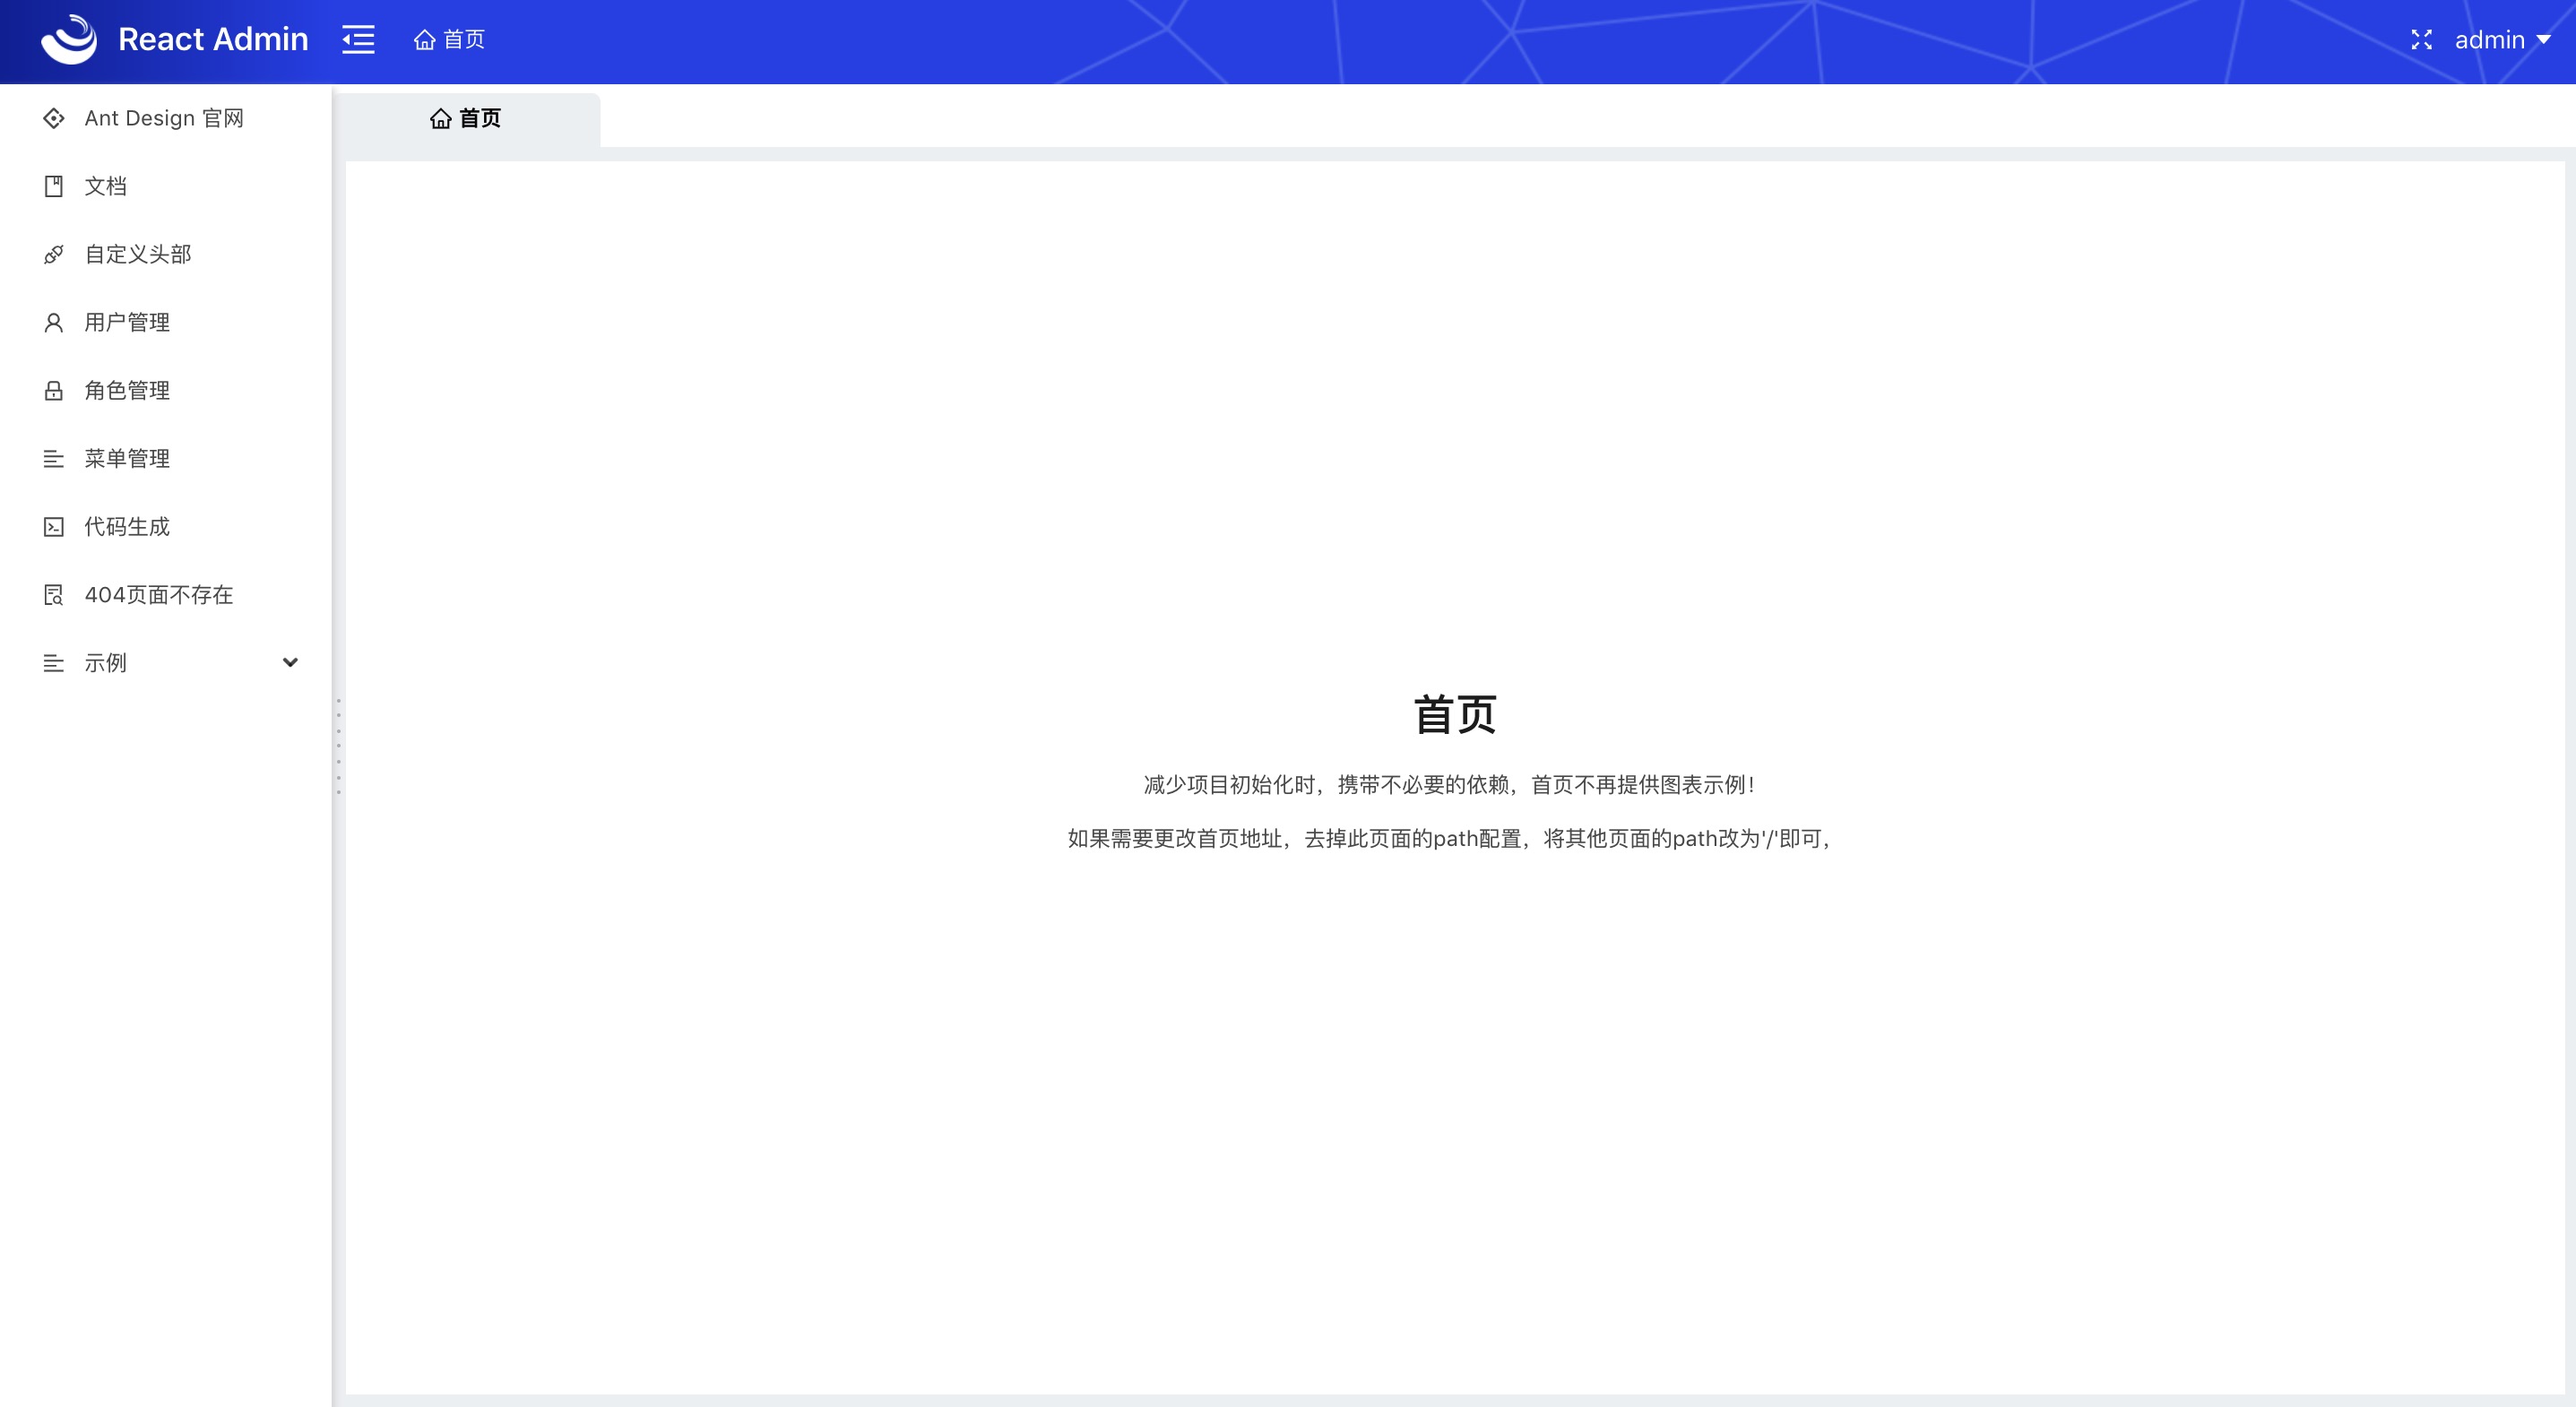 React Admin
首页
admin
Ant Design 官网
文档
自定义头部
用户管理
角色管理
菜单管理
代码生成
404页面不存在
示例
首页
首页
减少项目初始化时，携带不必要的依赖，首页不再提供图表示例！
如果需要更改首页地址，去掉此页面的path配置，将其他页面的path改为'/'即可，